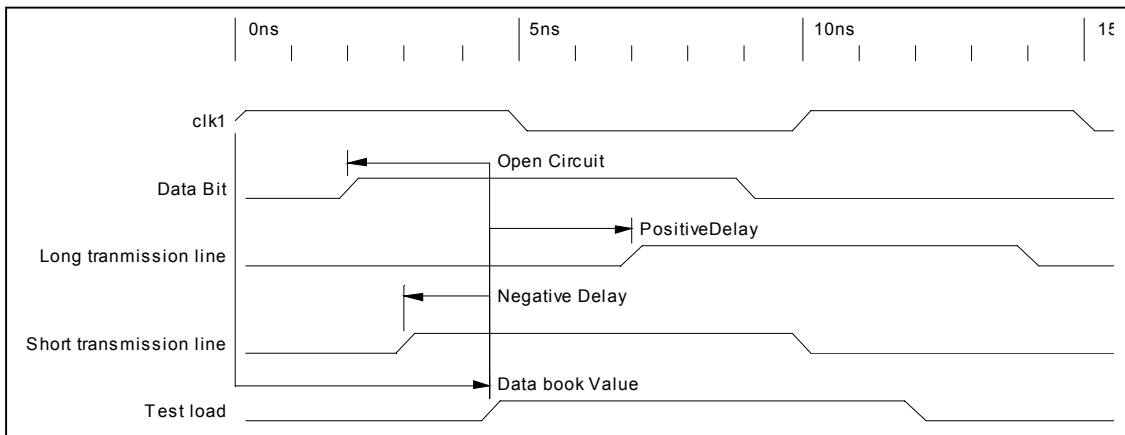 0ns 5ns 10ns 15
clk1
Open Circuit
Data Bit
PositiveDelay
Long tranmission line
Negative Delay
Short transmission line
Data book Value
Test load